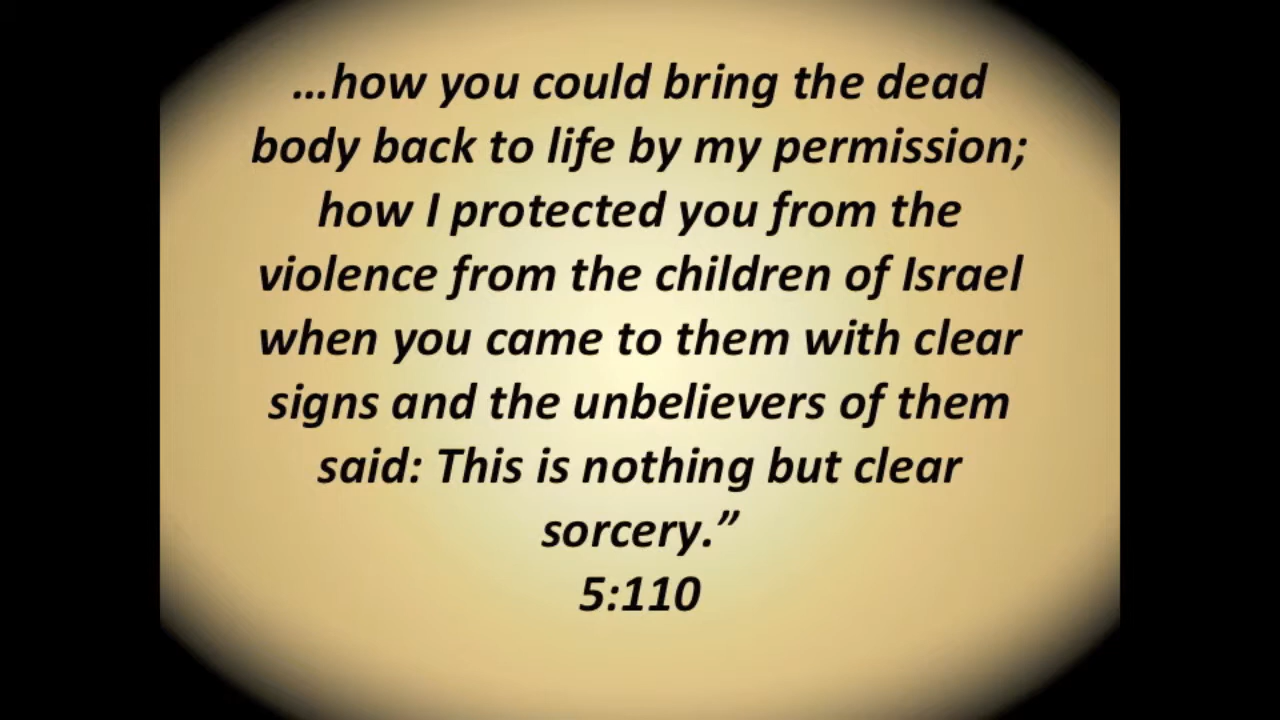 …how you could bring the dead
body back to life by my permission;
how I protected you from the
violence from the children of Israel
when you came to them with clear
signs and the unbelievers of them
said: This is nothing but clear
sorcery.”
5:110